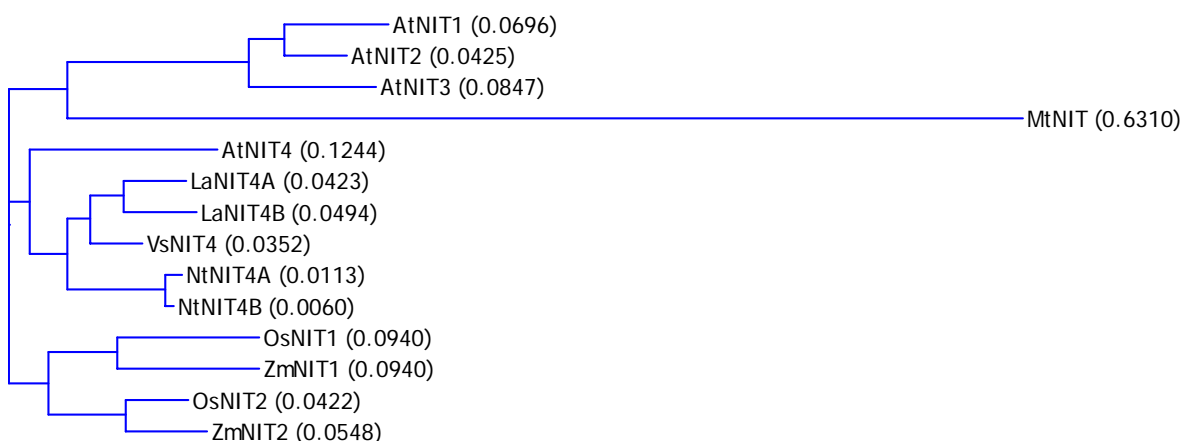 AtNIT1 (0.0696)
AtNIT2 (0.0425)
AtNIT3 (0.0847)
MtNIT (0.6310)
AtNIT4 (0.1244)
LaNIT4A (0.0423)
LaNIT4B (0.0494)
VsNIT4 (0.0352)
NtNIT4A (0.0113)
NtNIT4B (0.0060)
OsNIT1 (0.0940)
ZmNIT1 (0.0940)
OsNIT2 (0.0422)
ZmNIT2 (0.0548)